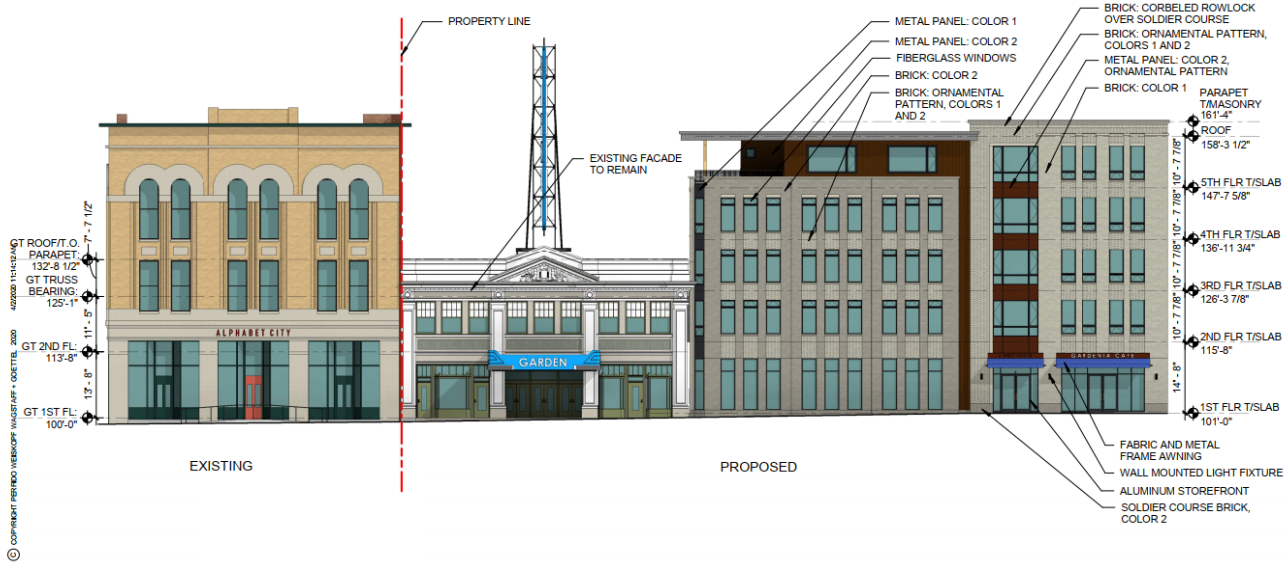 PROPERTY LINE
METAL PANEL: COLOR 1
METAL PANEL: COLOR 2
FIBERGLASS WINDOWS
BRICK: COLOR 2
BRICK: ORNAMENTAL
PATTERN, COLORS 1
AND 2
BRICK: CORBELED ROWLOCK
OVER SOLDIER COURSE
BRICK: ORNAMENTAL PATTERN,
COLORS 1 AND 2
METAL PANEL: COLOR 2,
ORNAMENTAL PATTERN
BRICK: COLOR 1
PARAPET
T/MASONRY
161'-4"
ROOF
158'-3 1/2"
5TH FLR T/SLAB
147'-7 5/8"
4TH FLR T/SLAB
136'-11 3/4"
3RD FLR T/SLAB
126'-3 7/8"
2ND FLR T/SLAB
115'-8"
1ST FLR T/SLAB
101'-0"
10' - 7 7/8"
10' - 7 7/8"
10' - 7 7/8"
10' - 7 7/8"
14' - 8"
EXISTING FACADE
TO REMAIN
GT ROOF/T.O.
PARAPET:
132'-8 1/2"
GT TRUSS
BEARING:
125'-1"
GT 2ND FL:
113'-8"
GT 1ST FL:
100'-0"
7' - 7 1/2"
11' - 5"
13' - 8"
ALPHABET CITY
GARDEN
GARDENIA CAFE
FABRIC AND METAL
FRAME AWNING
WALL MOUNTED LIGHT FIXTURE
ALUMINUM STOREFRONT
SOLDIER COURSE BRICK,
COLOR 2
EXISTING
PROPOSED
© COPYRIGHT 2020